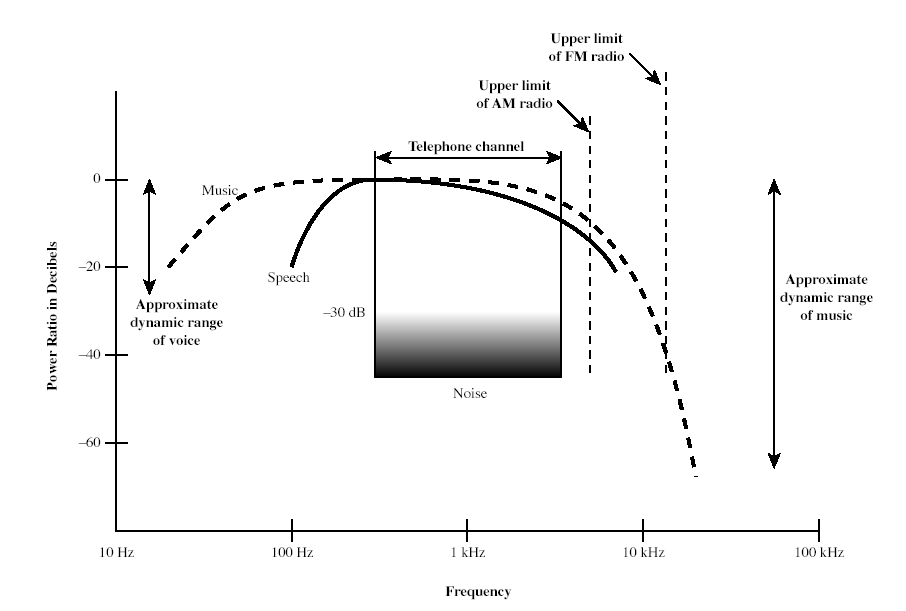 Upper limit
of FM radio
Upper limit
of AM radio
Telephone channel
0
Music
–20
Speech
Approximate
dynamic range
of voice
Approximate
dynamic range
of music
–30 dB
Power Ratio in Decibels
–40
Noise
–60
10 Hz
100 Hz
1 kHz
10 kHz
100 kHz
Frequency